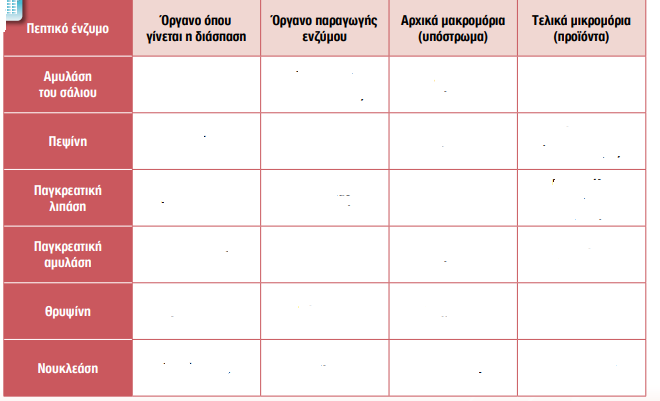 Πεπτικό ένζυμο
Όργανο όπου
γίνεται η διάσπαση
Όργανο παραγωγής
ενζύμου
Αρχικά μακρομόρια
(υπόστρωμα)
Τελικά μικρομόρια
(προϊόντα)
Αμυλάση
του σάλιου
Πεψίνη
Παγκρεατική
λιπάση
Παγκρεατική
αμυλάση
Θρυψίνη
Νουκλεάση